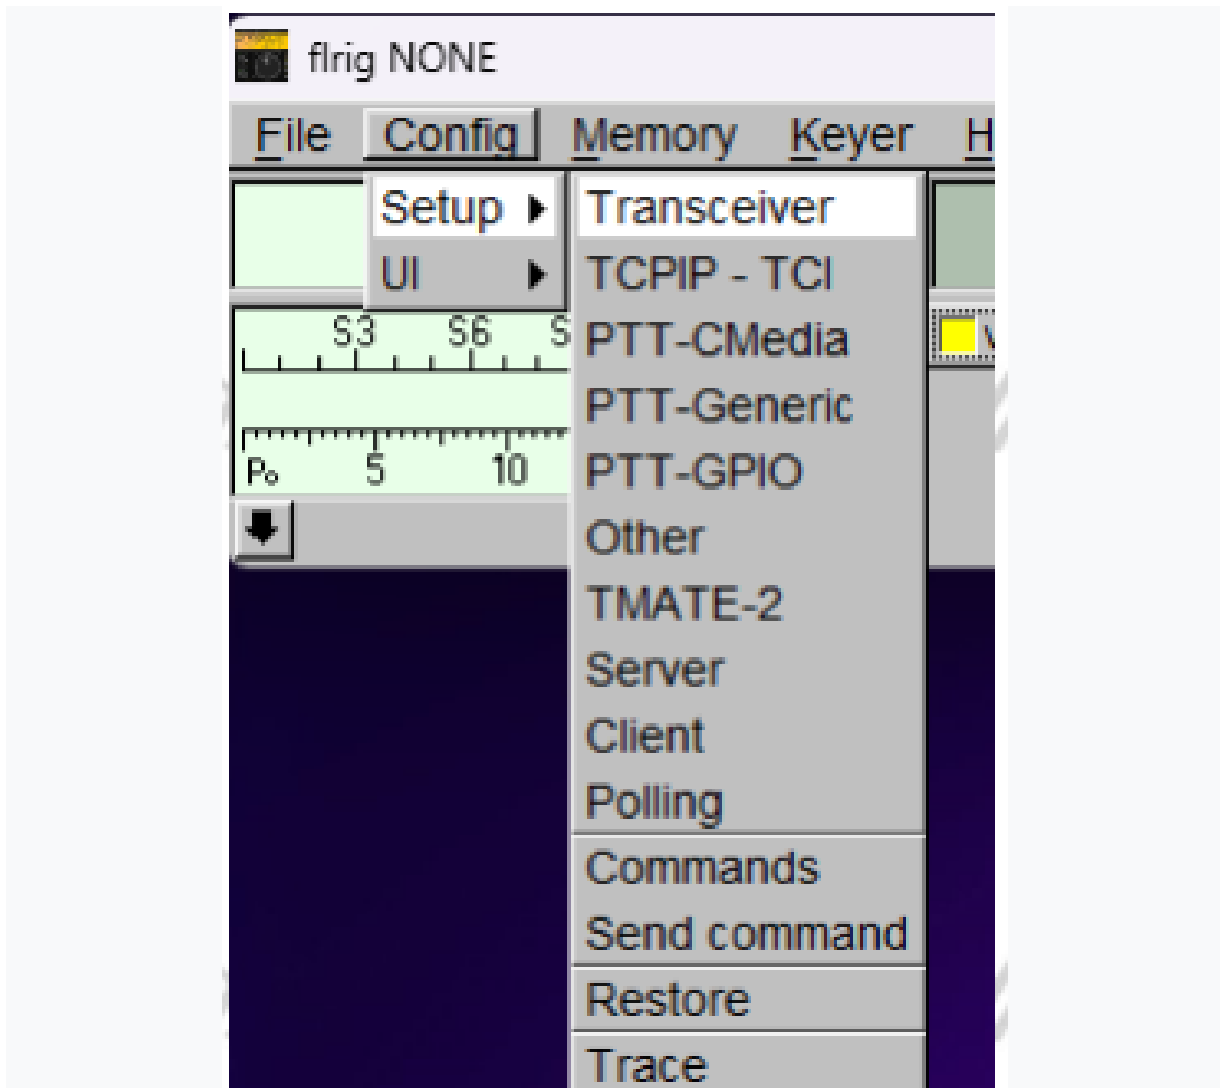 flrig NONE
File Config Memory Keyer H
Setup Transceiver
UI TCPIP - TCI
S3 S6 S PTT-CMedia
PTT-Generic
Po 5 10 PTT-GPIO
Other
TMATE-2
Server
Client
Polling
Commands
Send command
Restore
Trace